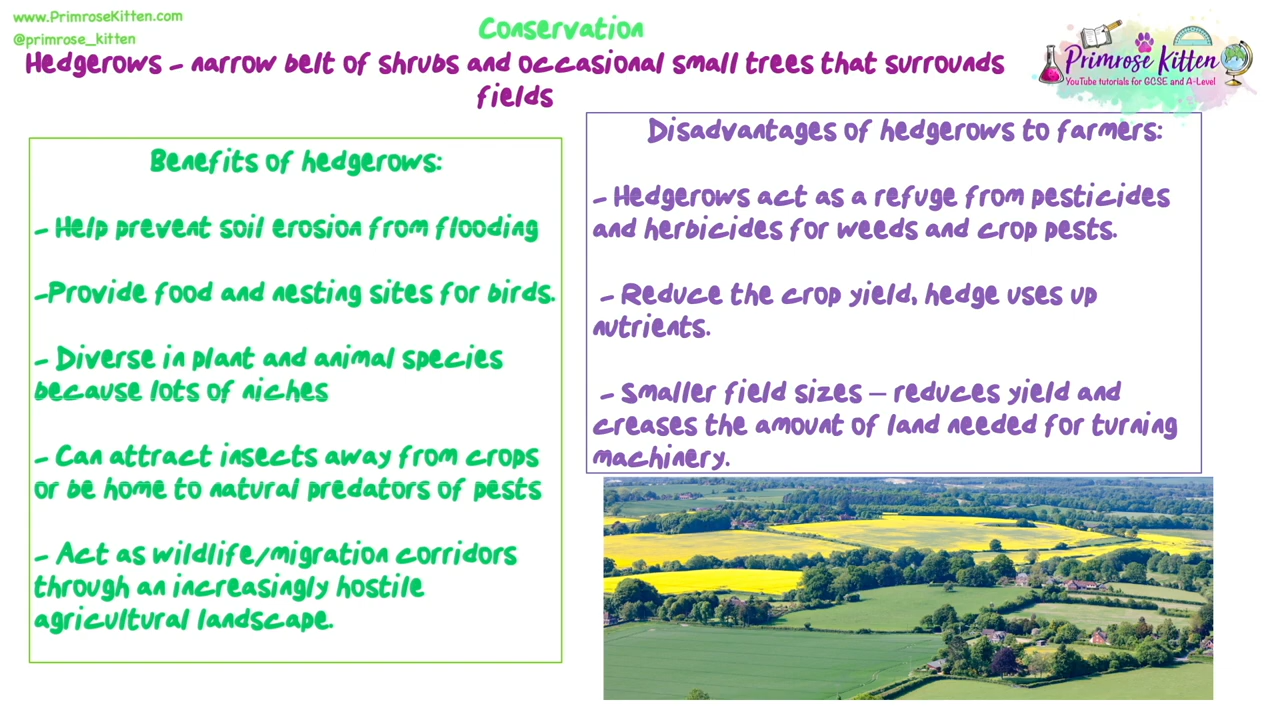 www.PrimroseKitten.com
@primrose_kitten
Conservation
Hedgerows - narrow belt of shrubs and occasional small trees that surrounds
fields
Primrose Kitten
YouTube tutorials for GCSE and A-Level
Benefits of hedgerows:
- Help prevent soil erosion from flooding
-Provide food and nesting sites for birds.
- Diverse in plant and animal species
because lots of niches
- Can attract insects away from crops
or be home to natural predators of pests
- Act as wildlife/migration corridors
through an increasingly hostile
agricultural landscape.
Disadvantages of hedgerows to farmers:
- Hedgerows act as a refuge from pesticides
and herbicides for weeds and crop pests.
- Reduce the crop yield, hedge uses up
nutrients.
- Smaller field sizes – reduces yield and
creases the amount of land needed for turning
machinery.